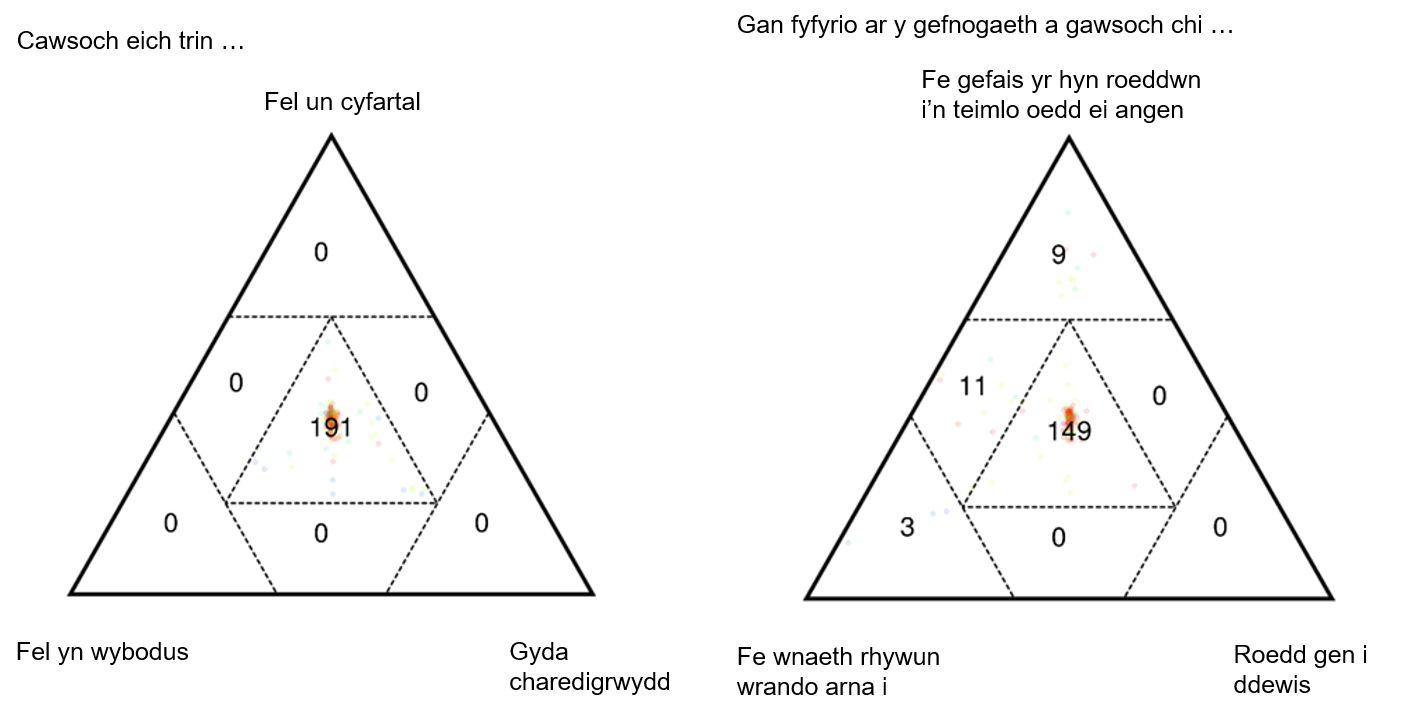 Cawsoch eich trin …
Fel un cyfartal
0
0
0
191
0
0
0
Fel yn wybodus
Gyda
charedigrwydd
Gan fyfyrio ar y gefnogaeth a gawsoch chi …
Fe gefais yr hyn roeddwn
i’n teimlo oedd ei angen
9
11
0
149
3
0
0
Fe wnaeth rhywun
wrando arna i
Roedd gen i
ddewis